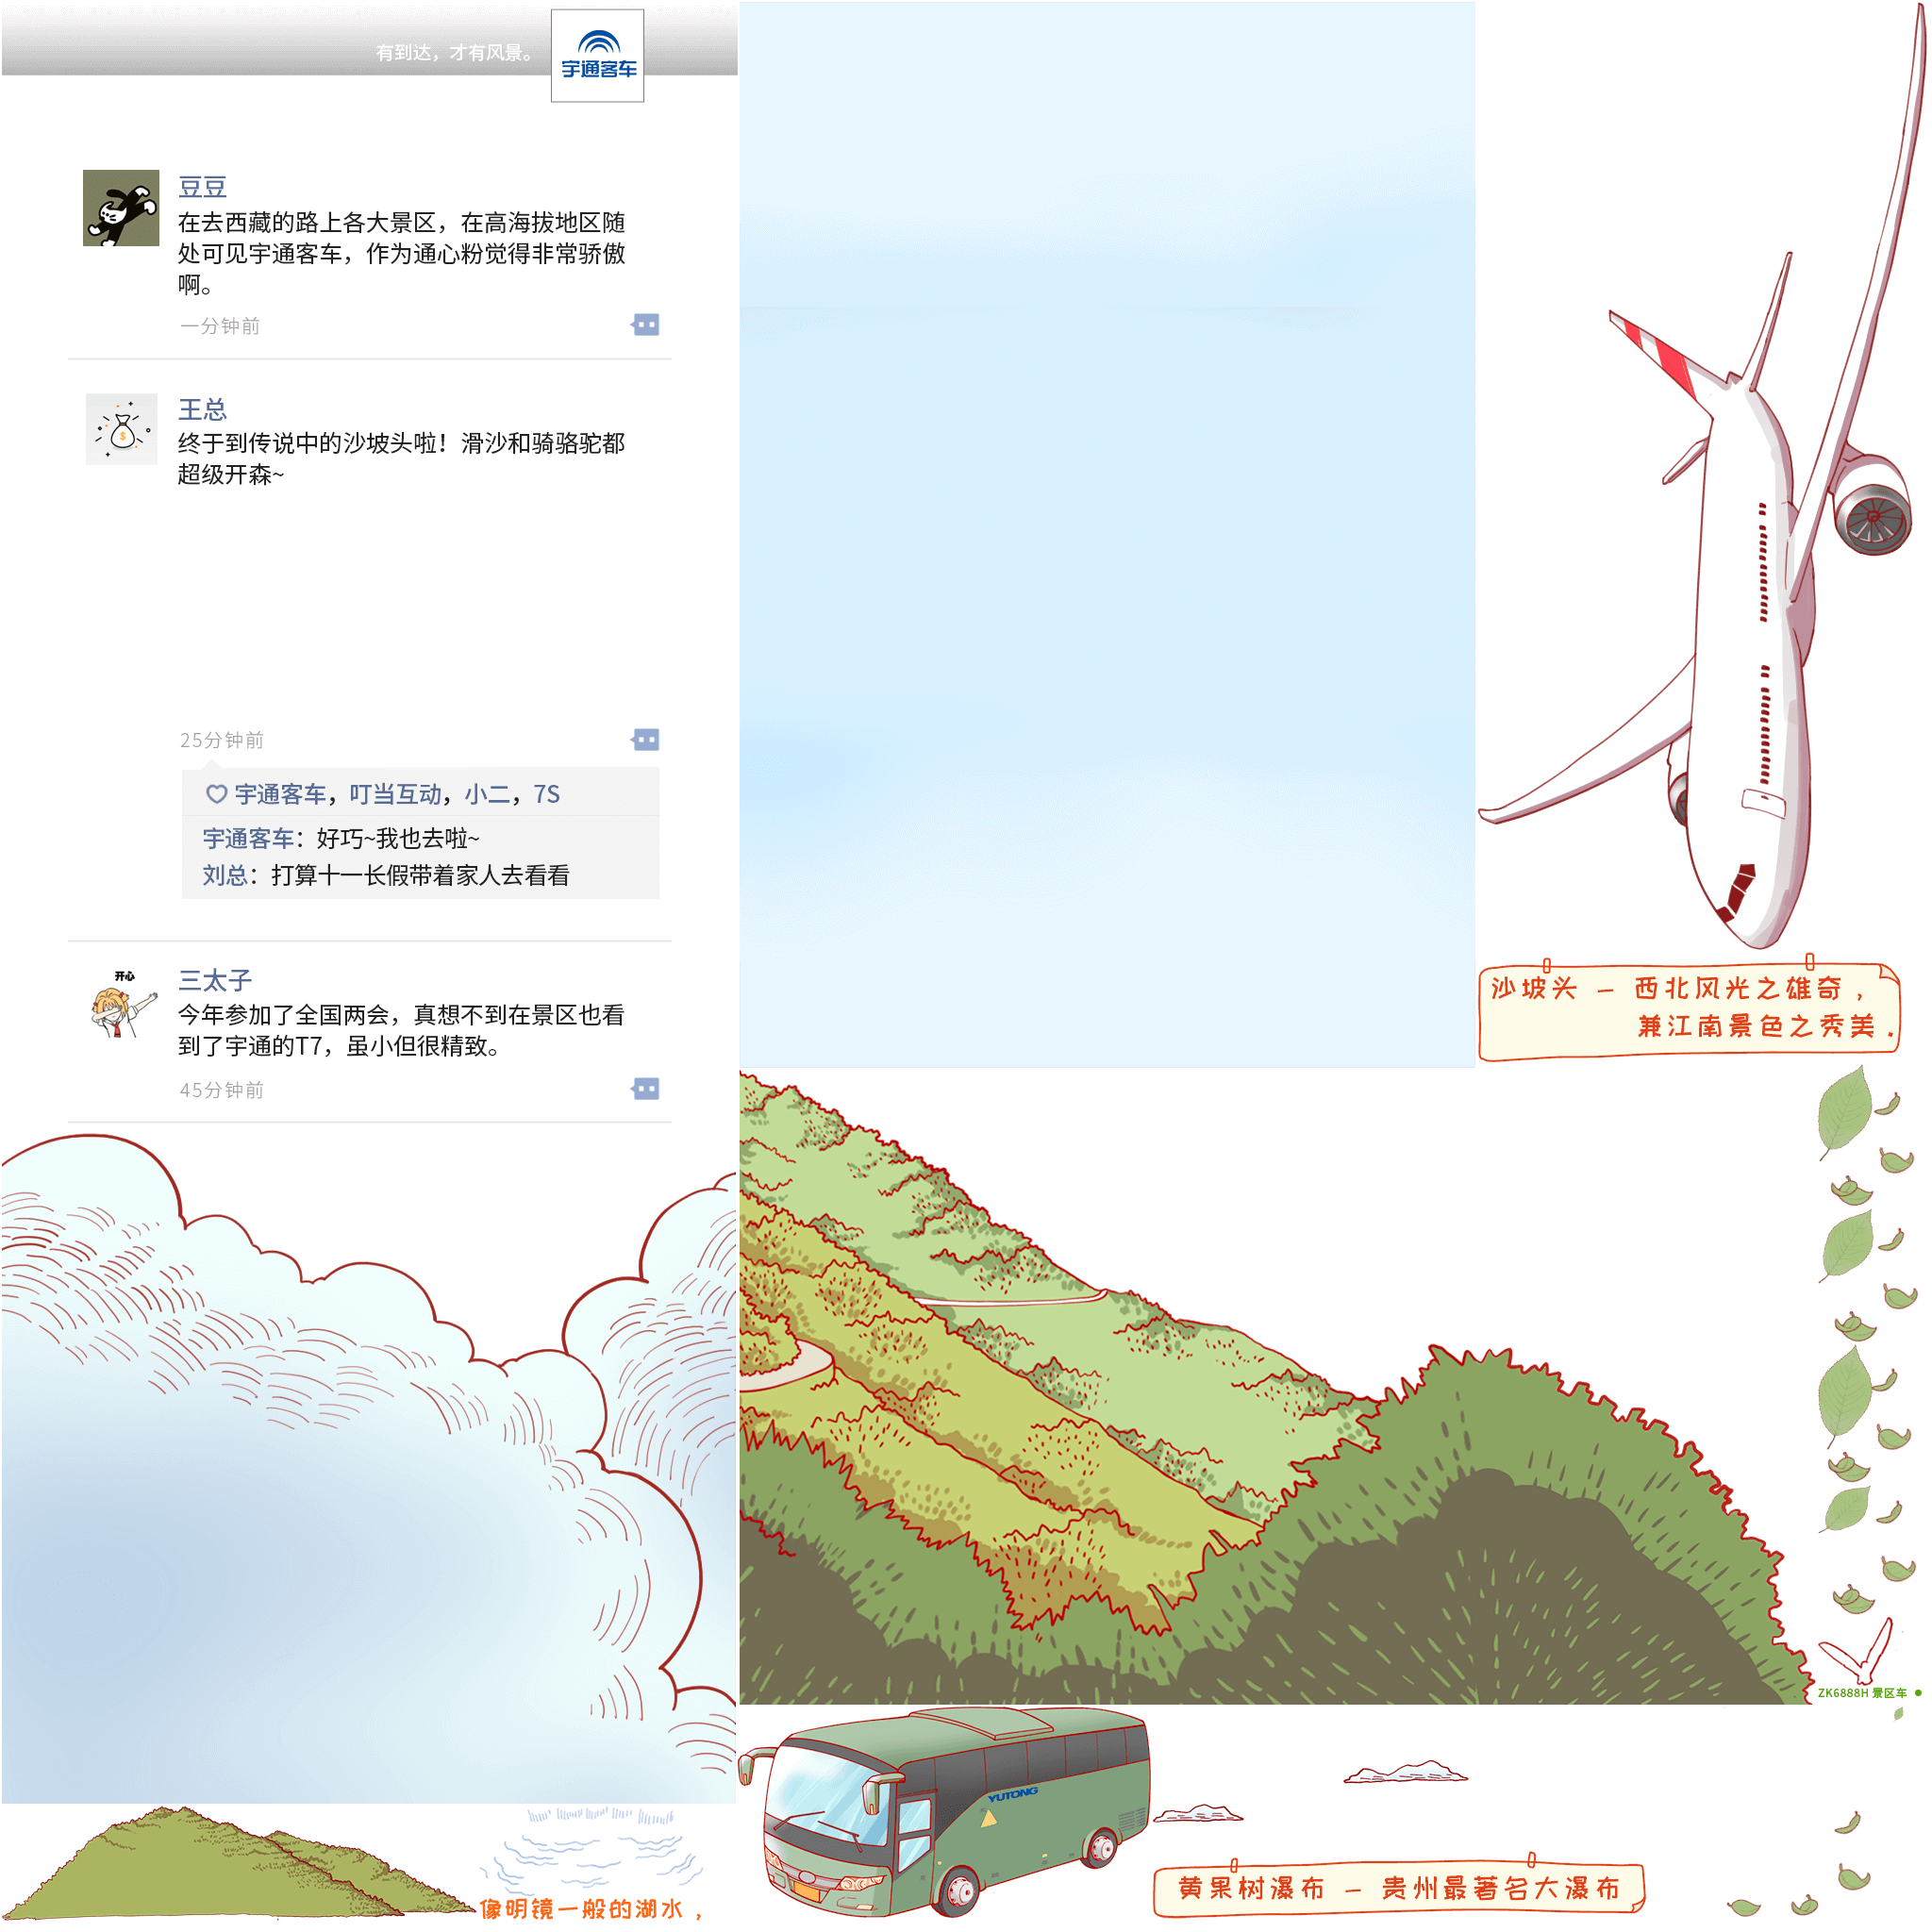 有到达，才有风景。
宇通客车
豆豆
在去西藏的路上各大景区，在高海拔地区随
处可见宇通客车，作为通心粉觉得非常骄傲
啊。
一分钟前
王总
$
终于到传说中的沙坡头啦！滑沙和骑骆驼都
超级开森~
25分钟前
宇通客车，叮当互动，小二，7S
宇通客车：好巧~我也去啦~
刘总：打算十一长假带着家人去看看
开心
三太子
今年参加了全国两会，真想不到在景区也看
到了宇通的T7，虽小但很精致。
45分钟前
沙坡头 — 西北风光之雄奇，
兼江南景色之秀美.
ZK6888H 景区车
YUTONG
黄果树瀑布 — 贵州最著名大瀑布
像明镜一般的湖水，